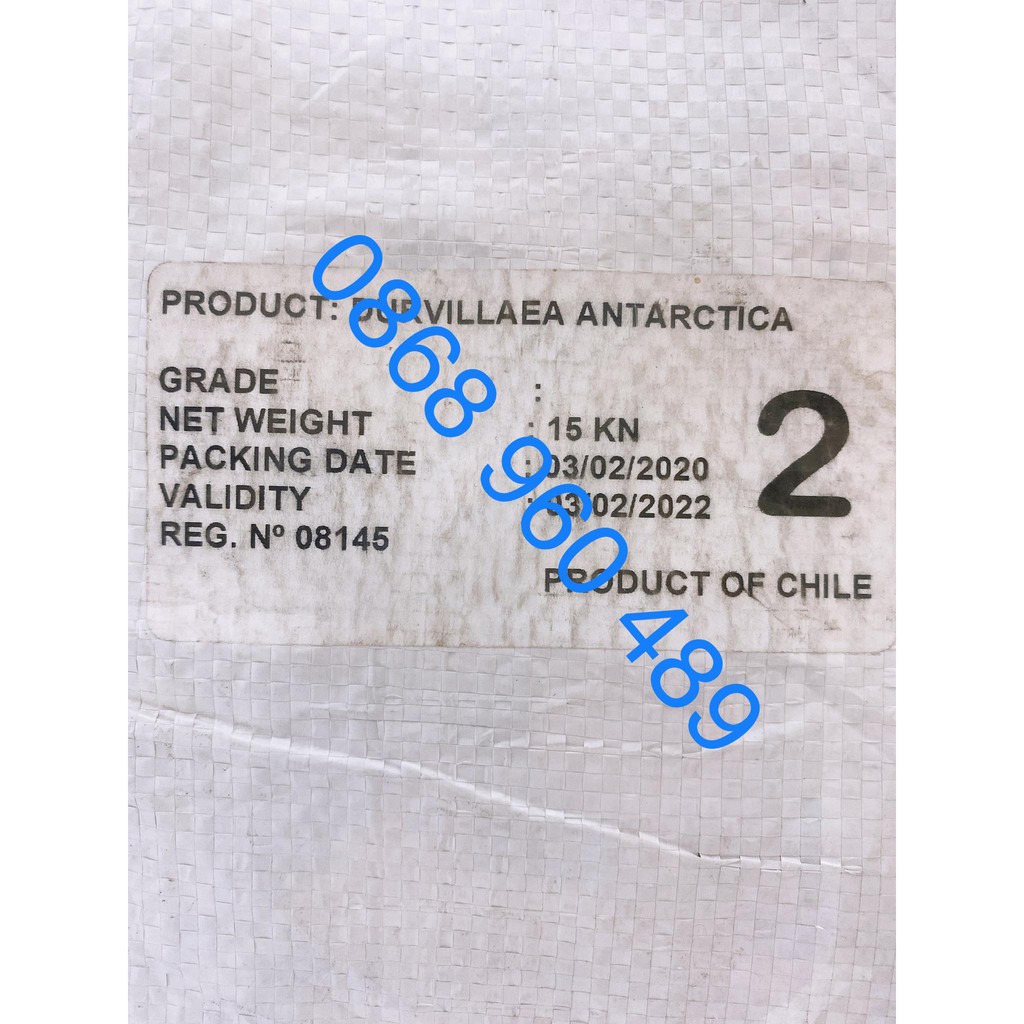 PRODUCT: DURVILLAEA ANTARCTICA
GRADE :
NET WEIGHT : 15 KN
PACKING DATE : 03/02/2020
VALIDITY : 03/02/2022
REG. Nº 08145
2
PRODUCT OF CHILE
0868 960 489